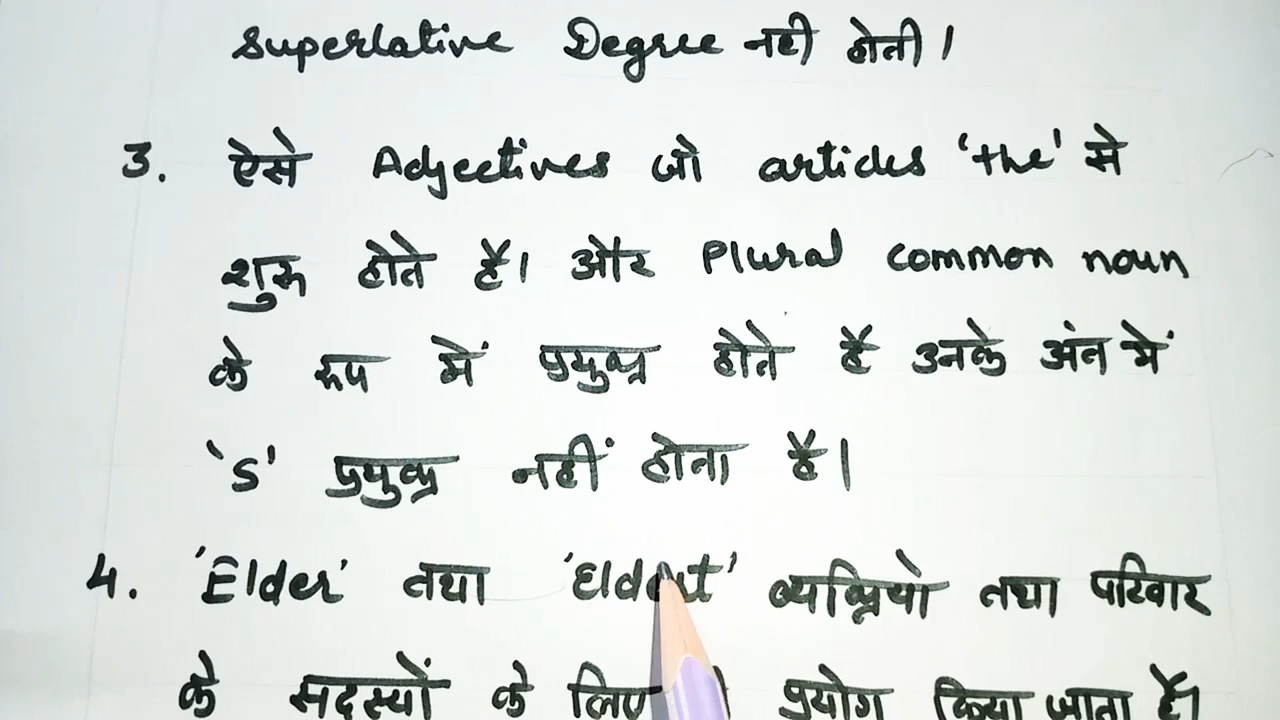 Superlative Degree नही होती।
3. ऐसे Adjectives जो articles 'the' से
शुरू होते हैं। और Plural common noun
के रूप में प्रयुक्त होते हैं उनके अंत में
'S' प्रयुक्त नहीं होता है।
4. 'Elder' तथा 'Eldest' व्यक्तियो तथा परिवार
के सदस्यों के लिए प्रयोग किया जाता है।